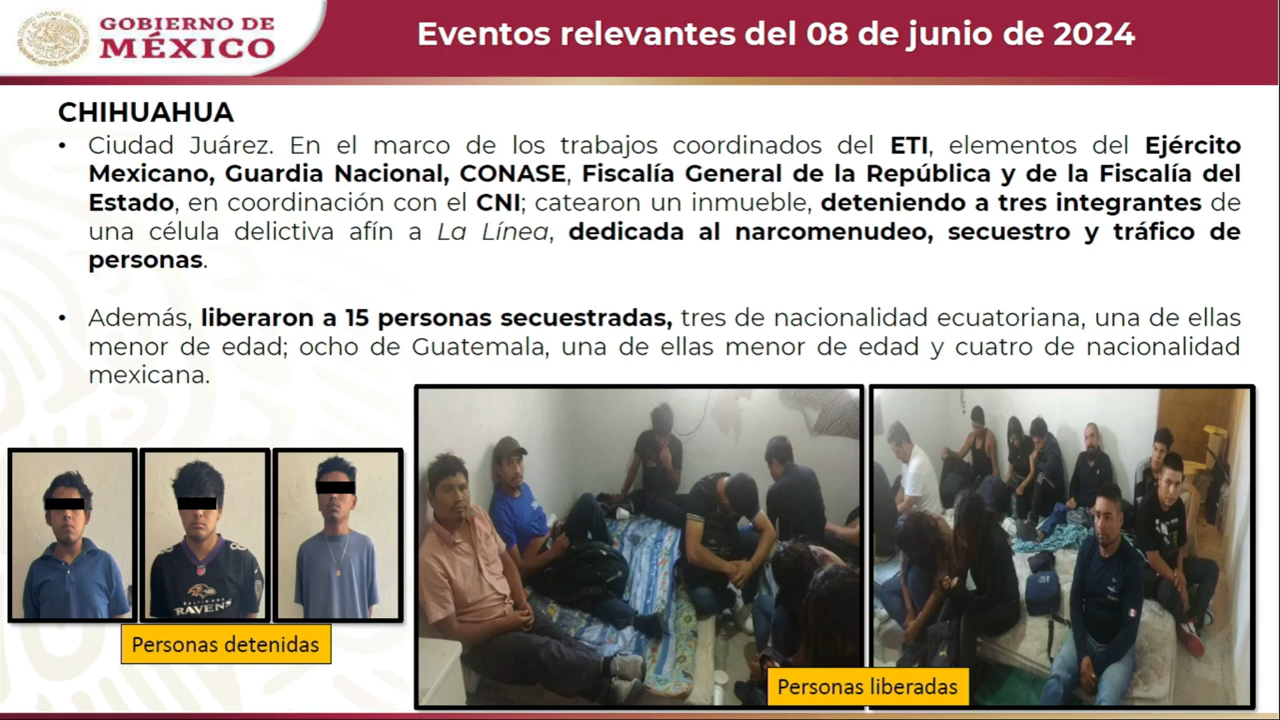 GOBIERNO DE
MÉXICO
Eventos relevantes del 08 de junio de 2024
CHIHUAHUA
• Ciudad Juárez. En el marco de los trabajos coordinados del ETI, elementos del Ejército
Mexicano, Guardia Nacional, CONASE, Fiscalía General de la República y de la Fiscalía del
Estado, en coordinación con el CNI; catearon un inmueble, deteniendo a tres integrantes de
una célula delictiva afín a La Línea, dedicada al narcomenudeo, secuestro y tráfico de
personas.
• Además, liberaron a 15 personas secuestradas, tres de nacionalidad ecuatoriana, una de ellas
menor de edad; ocho de Guatemala, una de ellas menor de edad y cuatro de nacionalidad
mexicana.
RAVENS
Personas detenidas
Personas liberadas